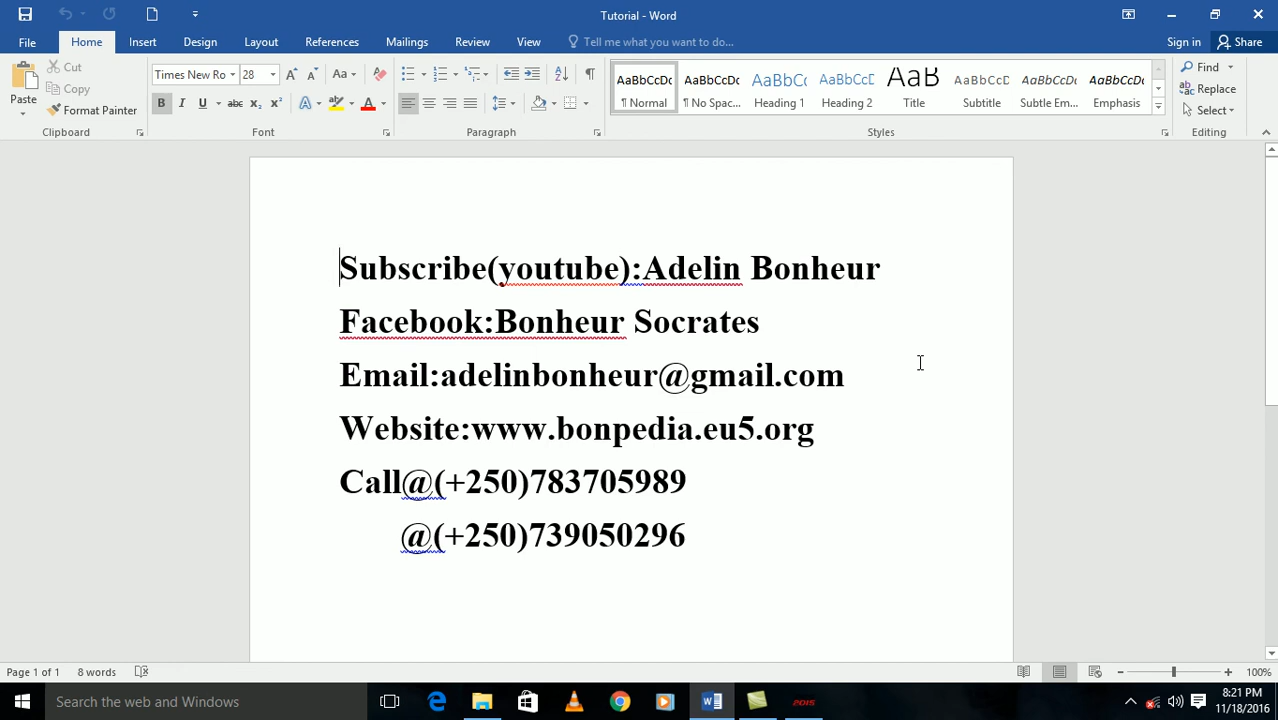 Tutorial - Word
File Home Insert Design Layout References Mailings Review View Tell me what you want to do... Sign in Share
Cut
Copy
Format Painter
Paste
Clipboard
Times New Ro 28 Aa
B I U abc X₂ X² A A
Font
Paragraph
AaBbCcDc AaBbCcDc AaBbCc AaBbCcD AaB AaBbCcD AaBbCcDc AaBbCcDc
¶ Normal ¶ No Spac... Heading 1 Heading 2 Title Subtitle Subtle Em... Emphasis
Styles
Find
Replace
Select
Editing
Subscribe(youtube):Adelin Bonheur
Facebook:Bonheur Socrates
Email:adelinbonheur@gmail.com
Website:www.bonpedia.eu5.org
Call@(+250)783705989
@(+250)739050296
Page 1 of 1 8 words 100%
Search the web and Windows
8:21 PM
11/18/2016